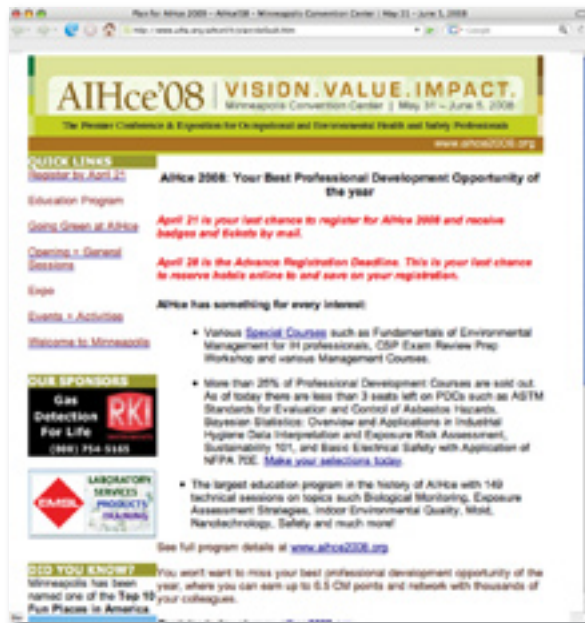 Plan for AIHce 2008 - AIHce'08 - Minneapolis Convention Center | May 31 - June 5, 2008
AIHce'08 | VISION.VALUE.IMPACT.
Minneapolis Convention Center | May 31 – June 5, 2008
The Premier Conference & Exposition for Occupational and Environmental Health and Safety Professionals
www.aihce2008.org
QUICK LINKS
Register by April 21
Education Program
Going Green at AIHce
Opening + General
Sessions
Expo
Events + Activities
Welcome to Minneapolis
OUR SPONSORS
Gas
Detection
For Life
RKI
(800) 754-5165
LABORATORY
SERVICES
PRODUCTS
TRAINING
DID YOU KNOW?
Minneapolis has been
named one of the Top 10
Fun Places in America
AIHce 2008: Your Best Professional Development Opportunity of
the year
April 21 is your last chance to register for AIHce 2008 and receive
badges and tickets by mail.
April 28 is the Advance Registration Deadline. This is your last chance
to reserve hotels online to and save on your registration.
AIHce has something for every interest:
• Various Special Courses such as Fundamentals of Environmental
Management for IH professionals, CSP Exam Review Prep
Workshop and various Management Courses.
• More than 25% of Professional Development Courses are sold out.
As of today there are less than 3 seats left on PDCs such as ASTM
Standards for Evaluation and Control of Asbestos Hazards,
Bayesian Statistics: Overview and Applications in Industrial
Hygiene Data Interpretation and Exposure Risk Assessment,
Sustainability 101, and Basic Electrical Safety with Application of
NFPA 70E. Make your selections today.
• The largest education program in the history of AIHce with 149
technical sessions on topics such Biological Monitoring, Exposure
Assessment Strategies, Indoor Environmental Quality, Mold,
Nanotechnology, Safety and much more!
See full program details at www.aihce2008.org
You won't want to miss your best professional development opportunity of the
year, where you can earn up to 6.5 CM points and network with thousands of
your colleagues.